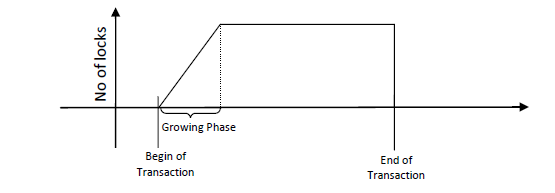 No of locks
Growing Phase
Begin of
Transaction
End of
Transaction